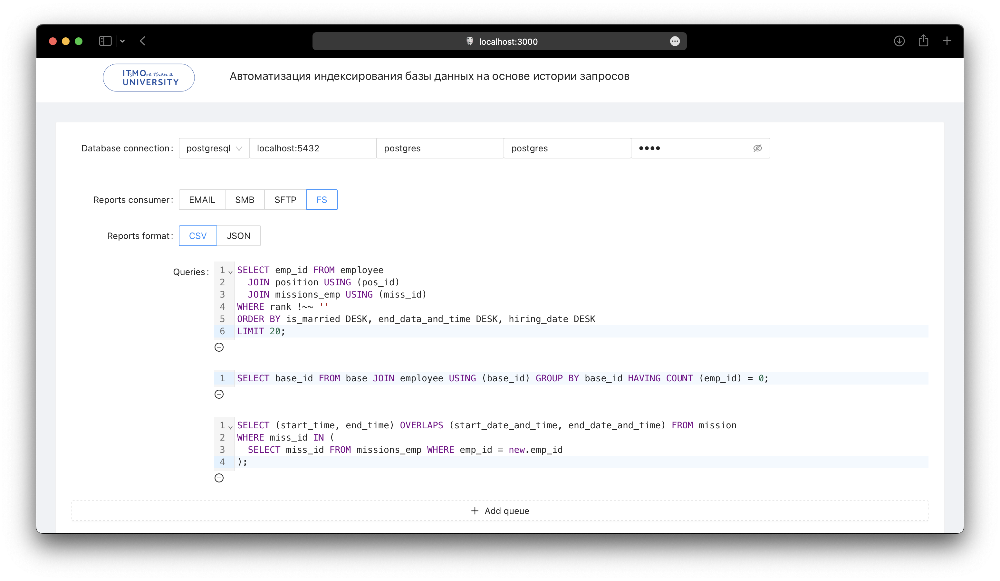 localhost:3000
IT'sMOre than a
UNIVERSITY
Автоматизация индексирования базы данных на основе истории запросов
Database connection: postgresql localhost:5432 postgres postgres ••••
Reports consumer: EMAIL SMB SFTP FS
Reports format: CSV JSON
Queries:
1 SELECT emp_id FROM employee
2 JOIN position USING (pos_id)
3 JOIN missions_emp USING (miss_id)
4 WHERE rank !~~ ''
5 ORDER BY is_married DESK, end_data_and_time DESK, hiring_date DESK
6 LIMIT 20;
1 SELECT base_id FROM base JOIN employee USING (base_id) GROUP BY base_id HAVING COUNT (emp_id) = 0;
1 SELECT (start_time, end_time) OVERLAPS (start_date_and_time, end_date_and_time) FROM mission
2 WHERE miss_id IN (
3 SELECT miss_id FROM missions_emp WHERE emp_id = new.emp_id
4 );
+ Add queue